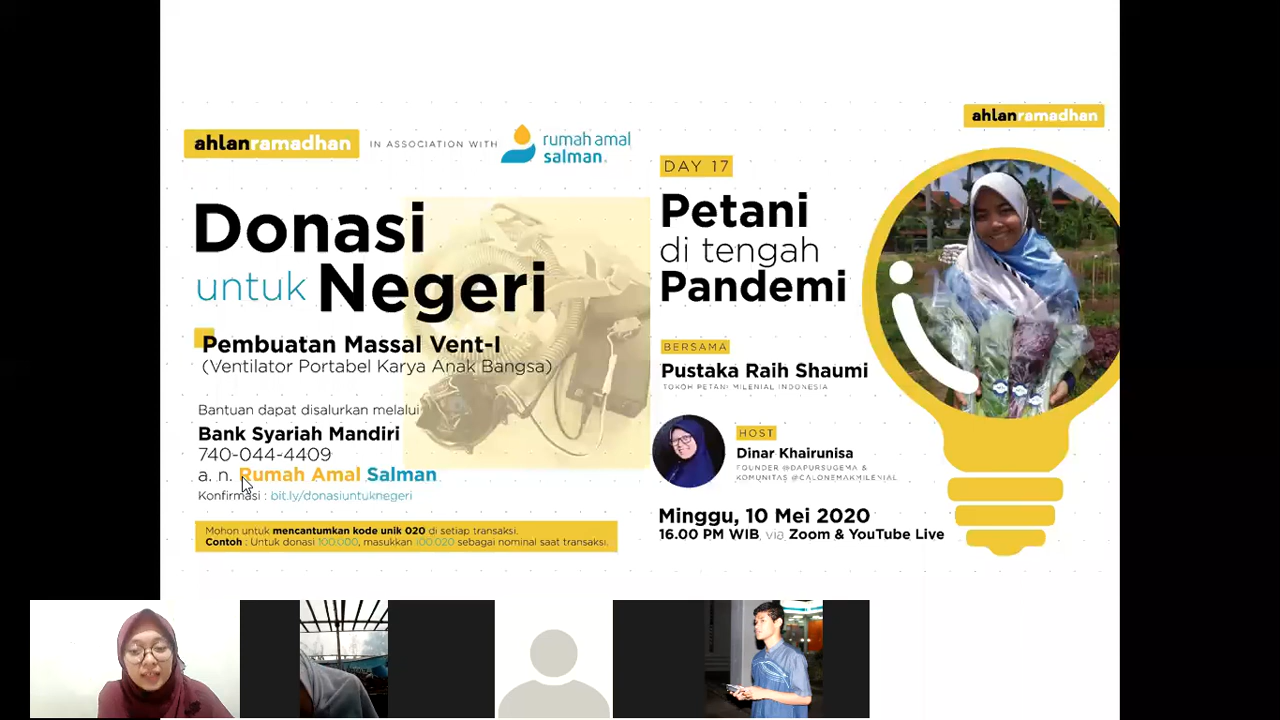 ahlanramadhan IN ASSOCIATION WITH rumah amal salman
Donasi
untuk Negeri
Pembuatan Massal Vent-I
(Ventilator Portabel Karya Anak Bangsa)
Bantuan dapat disalurkan melalui
Bank Syariah Mandiri
740-044-4409
a. n. Rumah Amal Salman
Konfirmasi : bit.ly/donasiuntuknegeri
Mohon untuk mencantumkan kode unik 020 di setiap transaksi.
Contoh : Untuk donasi 100.000, masukkan 100.020 sebagai nominal saat transaksi.
ahlanramadhan
DAY 17
Petani
di tengah
Pandemi
BERSAMA
Pustaka Raih Shaumi
TOKOH PETANI MILENIAL INDONESIA
HOST
Dinar Khairunisa
FOUNDER @DAPURSUGEMA &
KOMUNITAS @CALONEMAKMILENIAL
Minggu, 10 Mei 2020
16.00 PM WIB, via Zoom & YouTube Live